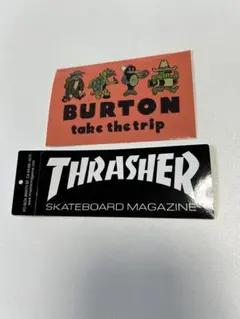 BURTON
take the trip
THRASHER
SKATEBOARD MAGAZINE